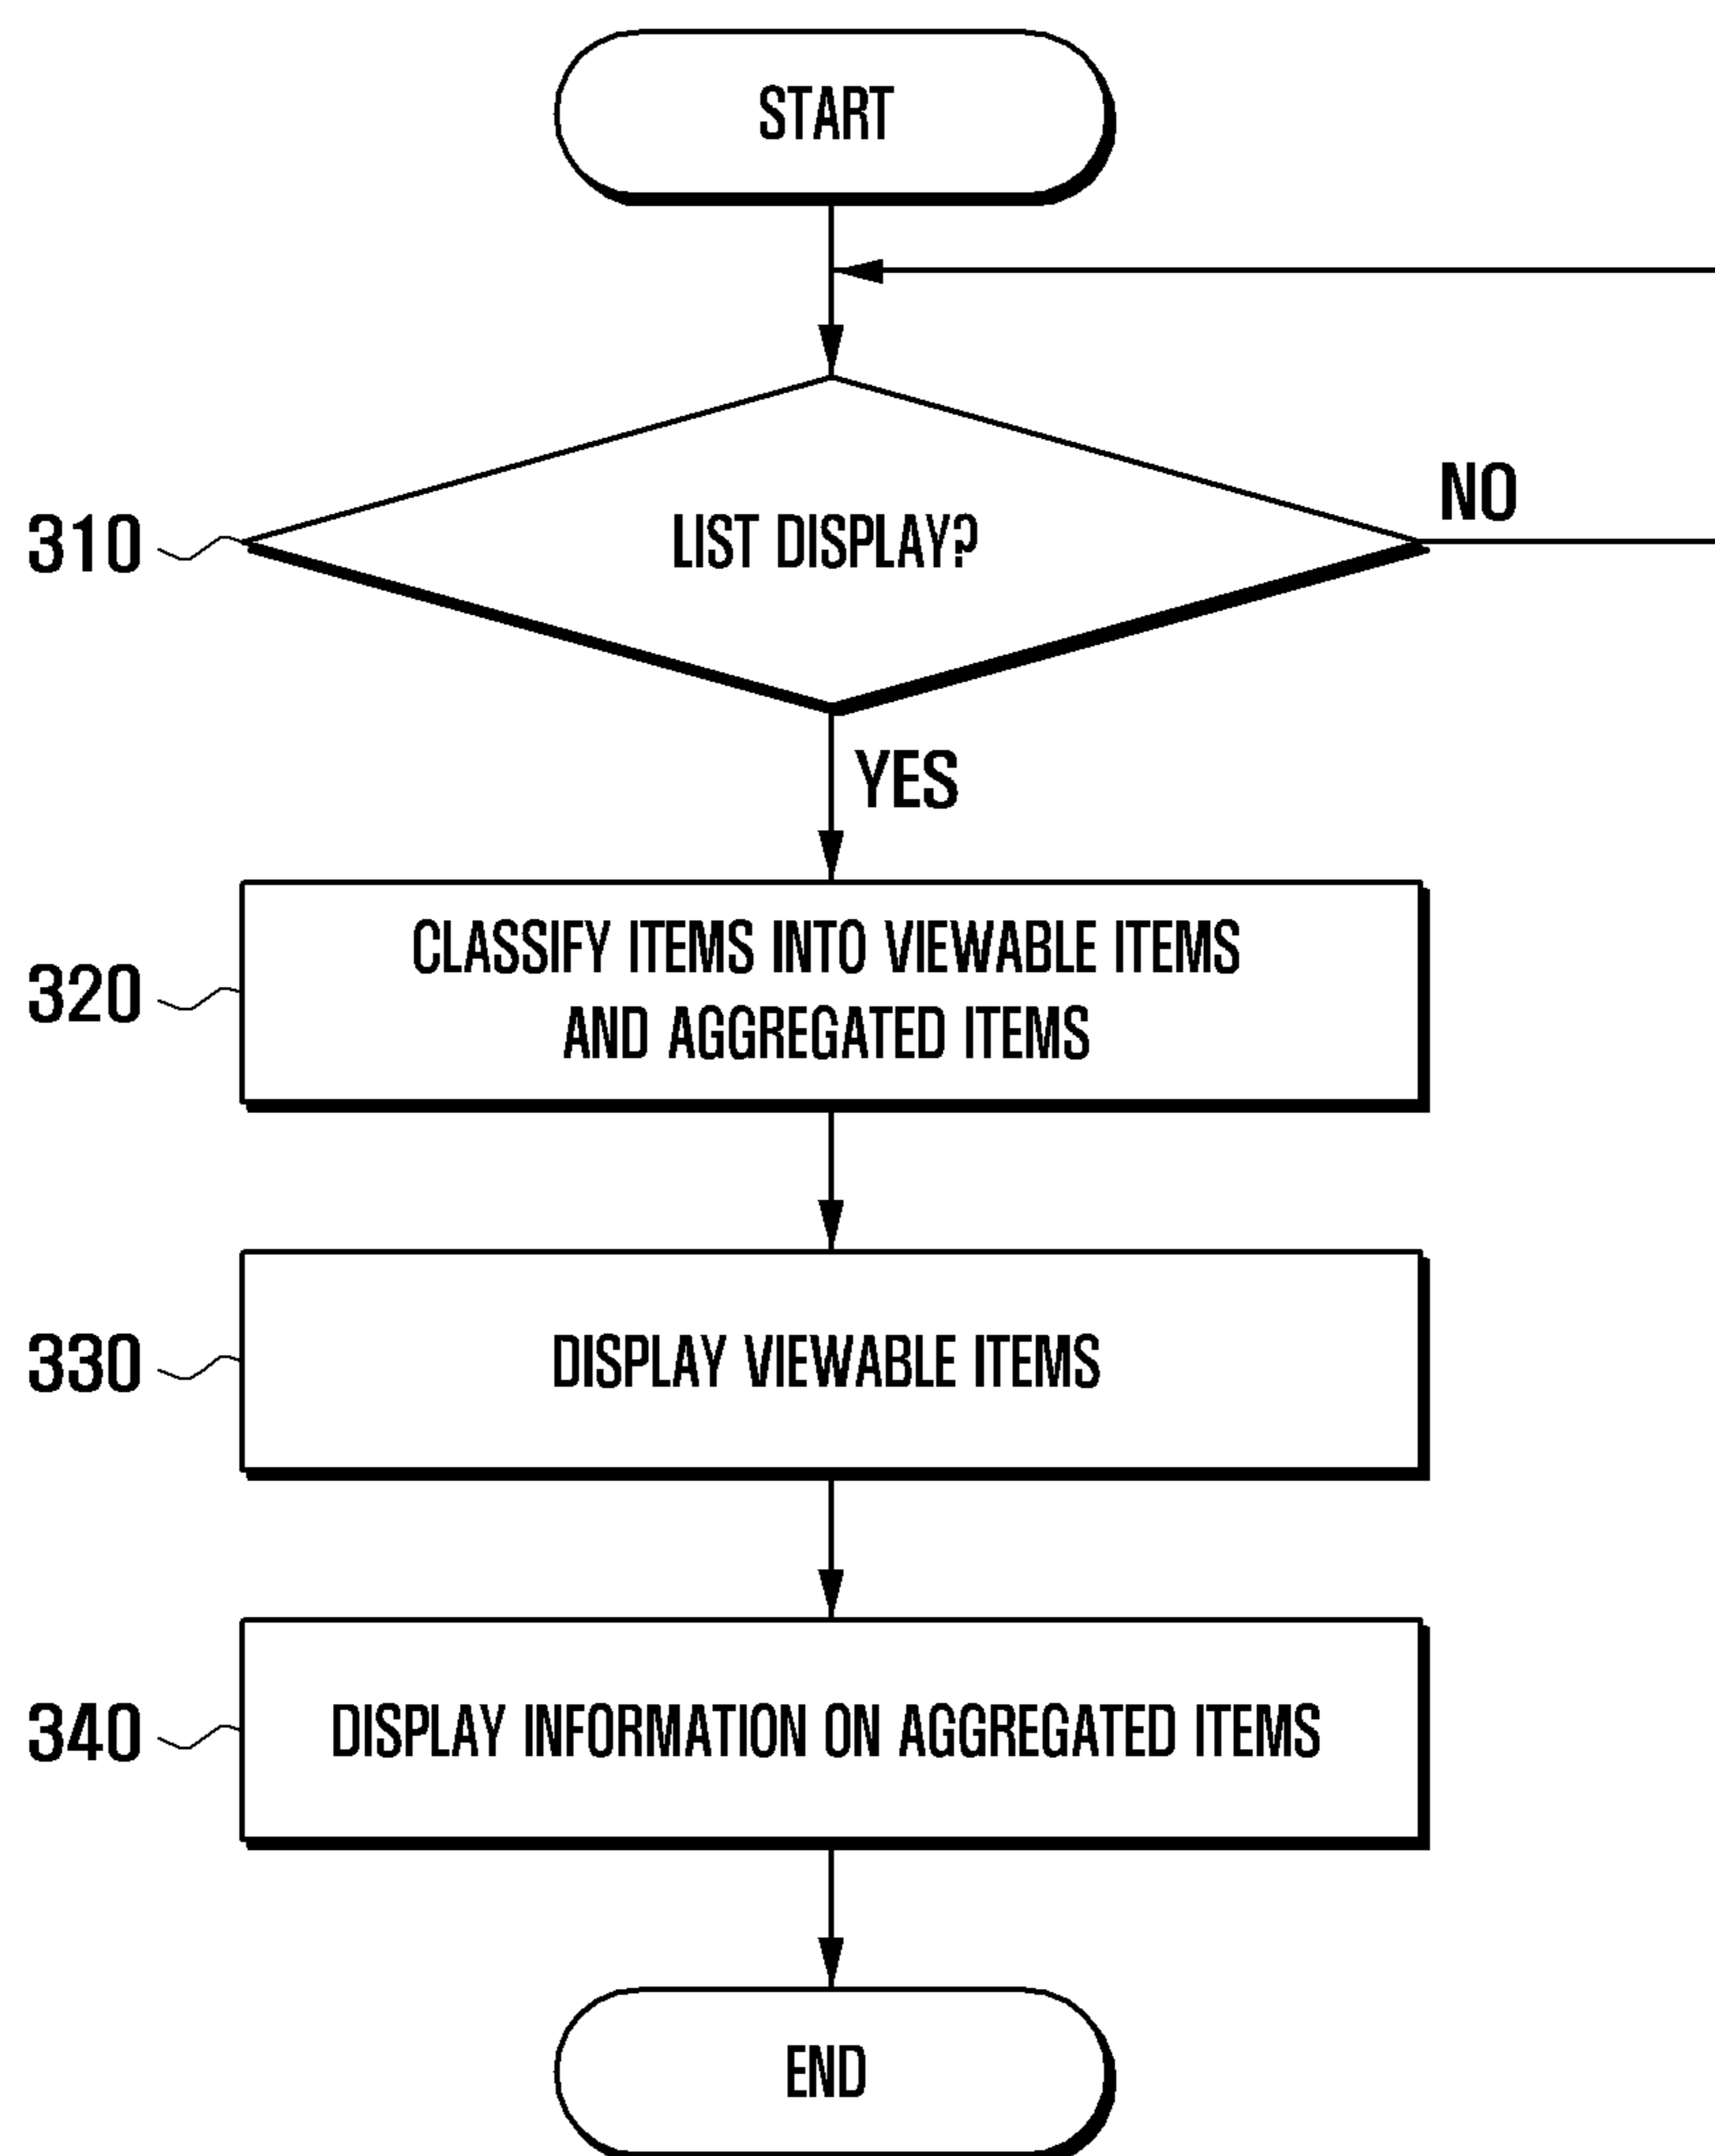 START
NO
310
LIST DISPLAY?
YES
CLASSIFY ITEMS INTO VIEWABLE ITEMS
320
AND AGGREGATED ITEMS
330
DISPLAY VIEWABLE ITEMS
340
DISPLAY INFORMATION ON AGGREGATED ITEMS
END